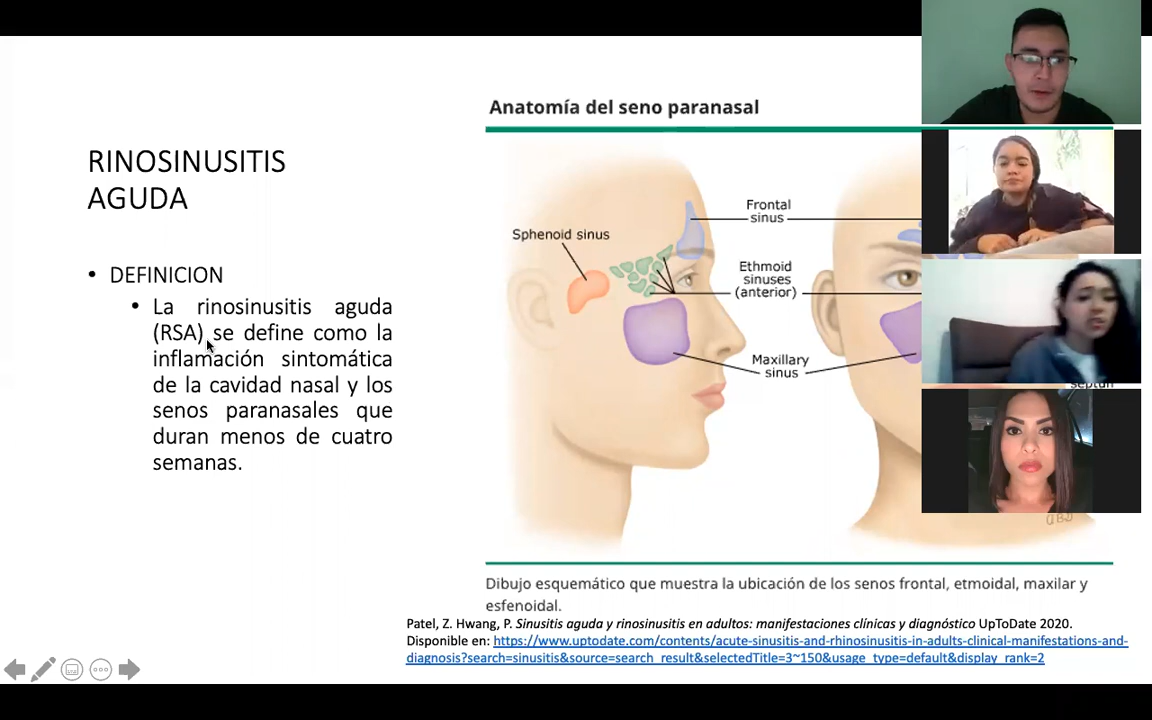 RINOSINUSITIS
AGUDA
• DEFINICION
• La rinosinusitis aguda
(RSA) se define como la
inflamación sintomática
de la cavidad nasal y los
senos paranasales que
duran menos de cuatro
semanas.
Anatomía del seno paranasal
Sphenoid sinus
Frontal
sinus
Ethmoid
sinuses
(anterior)
Maxillary
sinus
Dibujo esquemático que muestra la ubicación de los senos frontal, etmoidal, maxilar y
esfenoidal.
Patel, Z. Hwang, P. Sinusitis aguda y rinosinusitis en adultos: manifestaciones clínicas y diagnóstico UpToDate 2020.
Disponible en: https://www.uptodate.com/contents/acute-sinusitis-and-rhinosinusitis-in-adults-clinical-manifestations-and-
diagnosis?search=sinusitis&source=search_result&selectedTitle=3~150&usage_type=default&display_rank=2